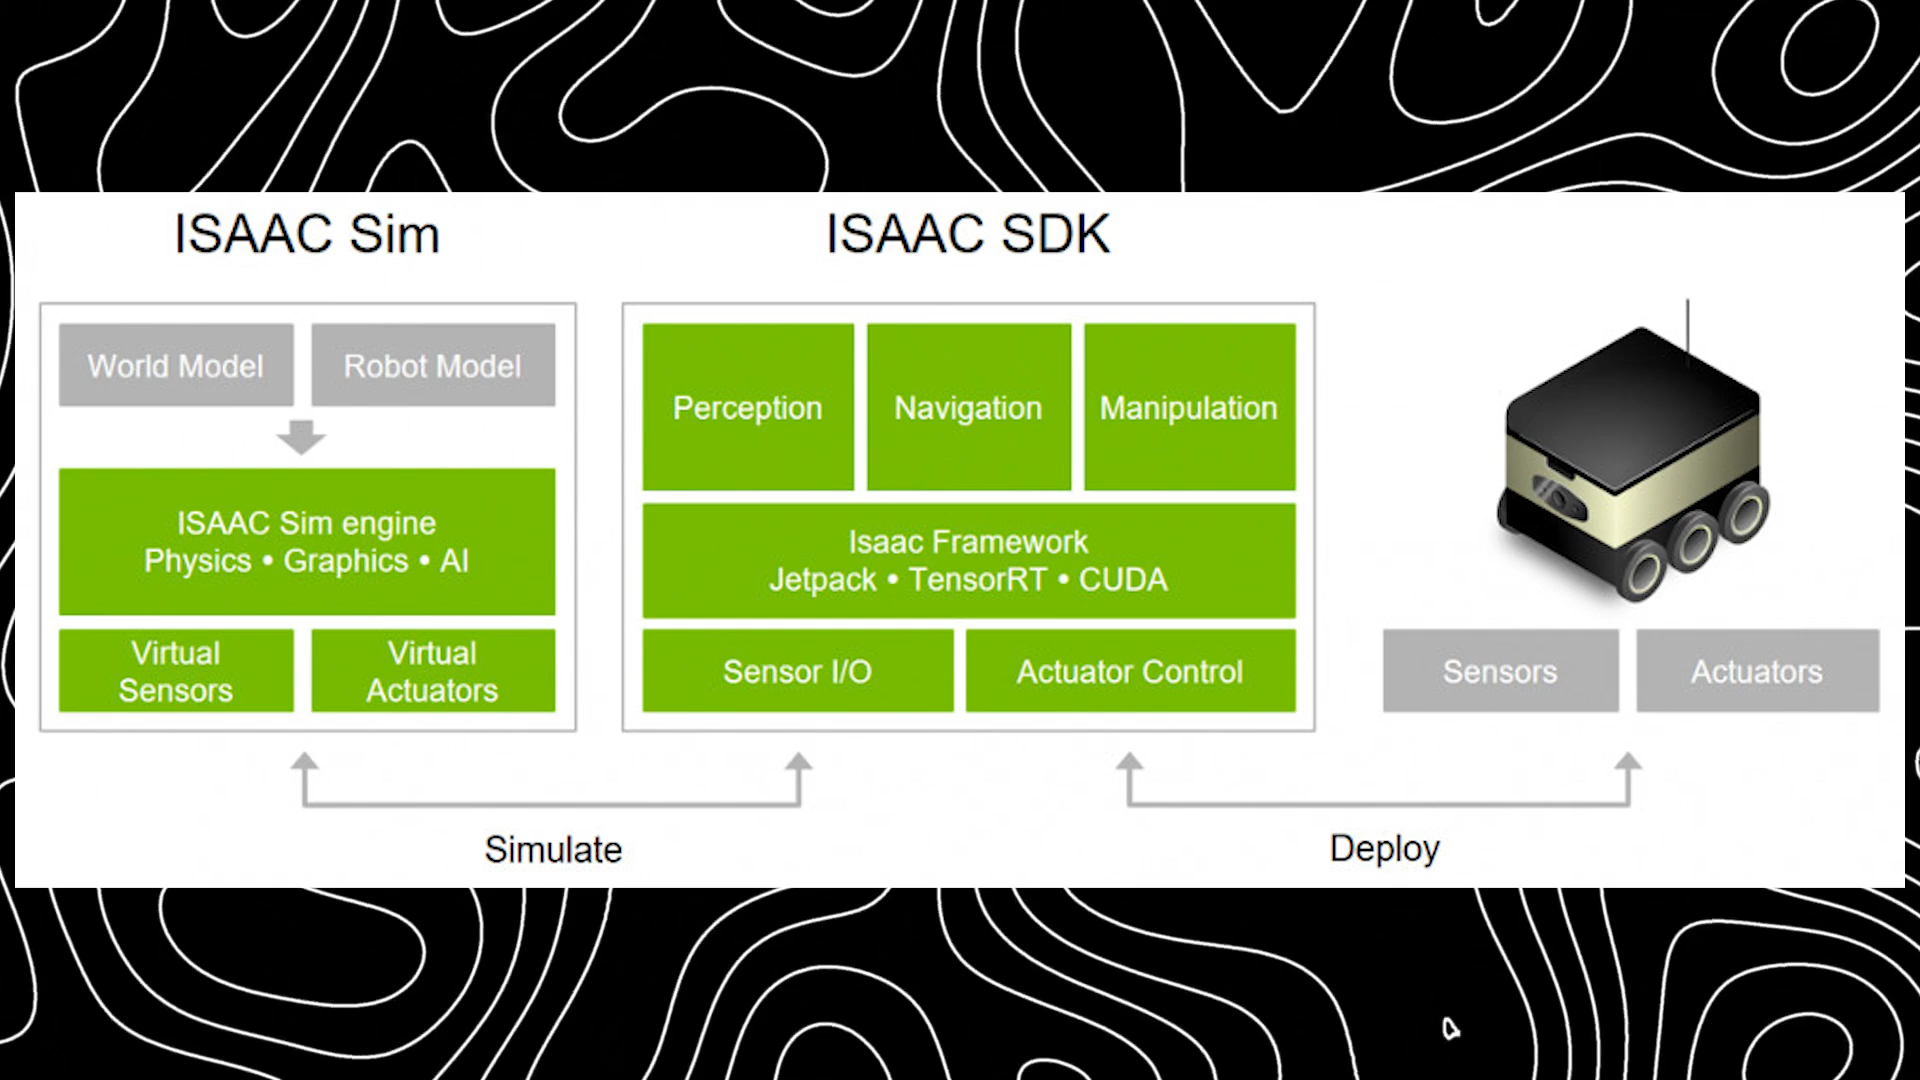 ISAAC Sim
ISAAC SDK
World Model
Robot Model
ISAAC Sim engine
Physics • Graphics • AI
Virtual
Sensors
Virtual
Actuators
Perception
Navigation
Manipulation
Isaac Framework
Jetpack • TensorRT • CUDA
Sensor I/O
Actuator Control
Sensors
Actuators
Simulate
Deploy